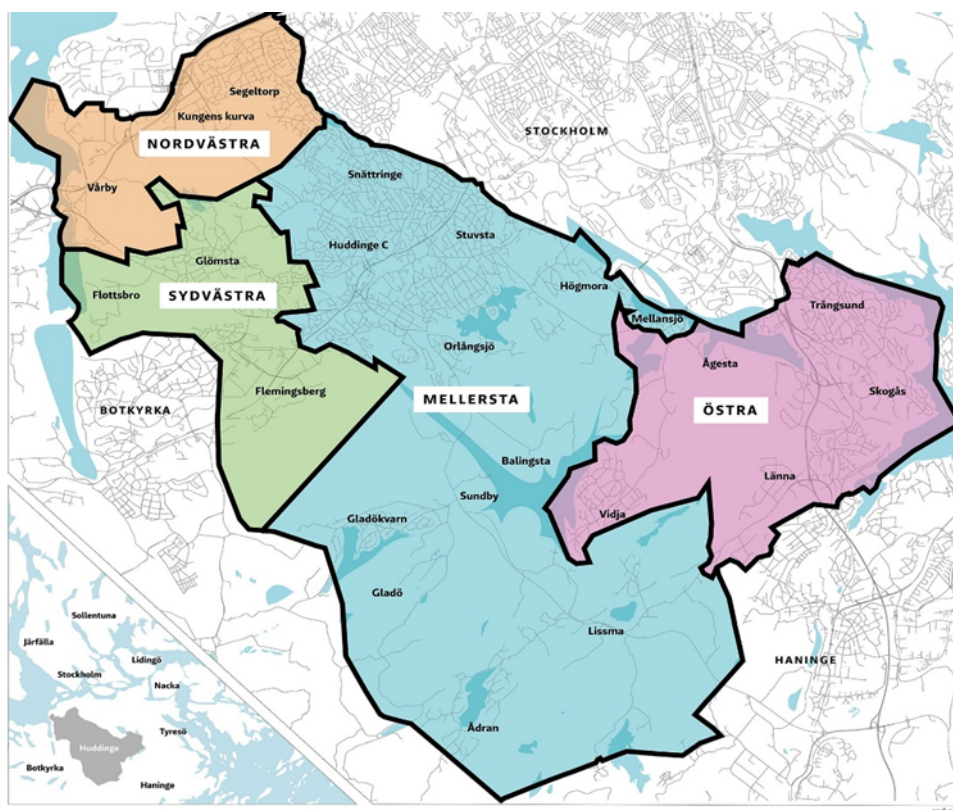 Segeltorp
Kungens kurva
STOCKHOLM
NORDVÄSTRA
Snättringe
Vårby
Stuvsta
Huddinge C
Glömsta
Högmora
Flottsbro
SYDVÄSTRA
Trångsund
Mellansjö
Orlångsjö
Ågesta
Flemingsberg
Skogås
MELLERSTA
BOTKYRKA
ÖSTRA
Balingsta
Länna
Sundby
Vidja
Gladökvarn
Gladö
Lissma
HANINGE
Ådran
Sollentuna
Järfälla
Lidingö
Stockholm
Nacka
Tyresö
Huddinge
Botkyrka
Haninge